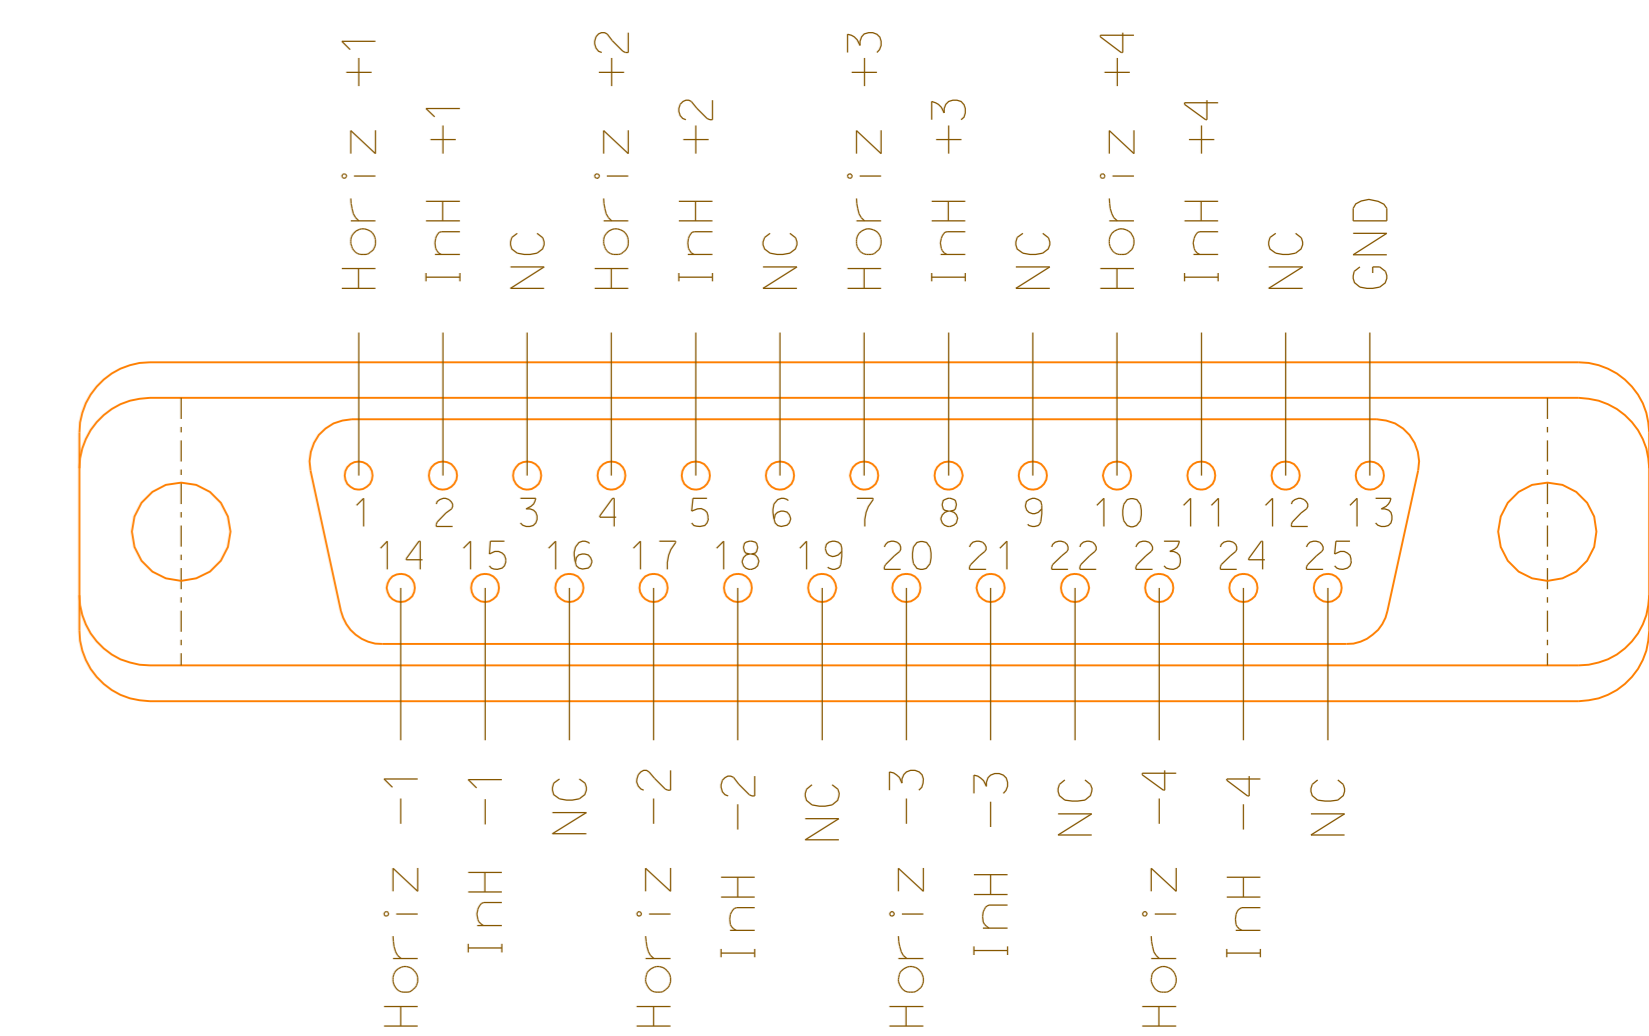 Horiz +1
InH +1
NC
Horiz +2
InH +2
NC
Horiz +3
InH +3
NC
Horiz +4
InH +4
NC
GND
1 2 3 4 5 6 7 8 9 10 11 12 13
14 15 16 17 18 19 20 21 22 23 24 25
Horiz -1
InH -1
NC
Horiz -2
InH -2
NC
Horiz -3
InH -3
NC
Horiz -4
InH -4
NC